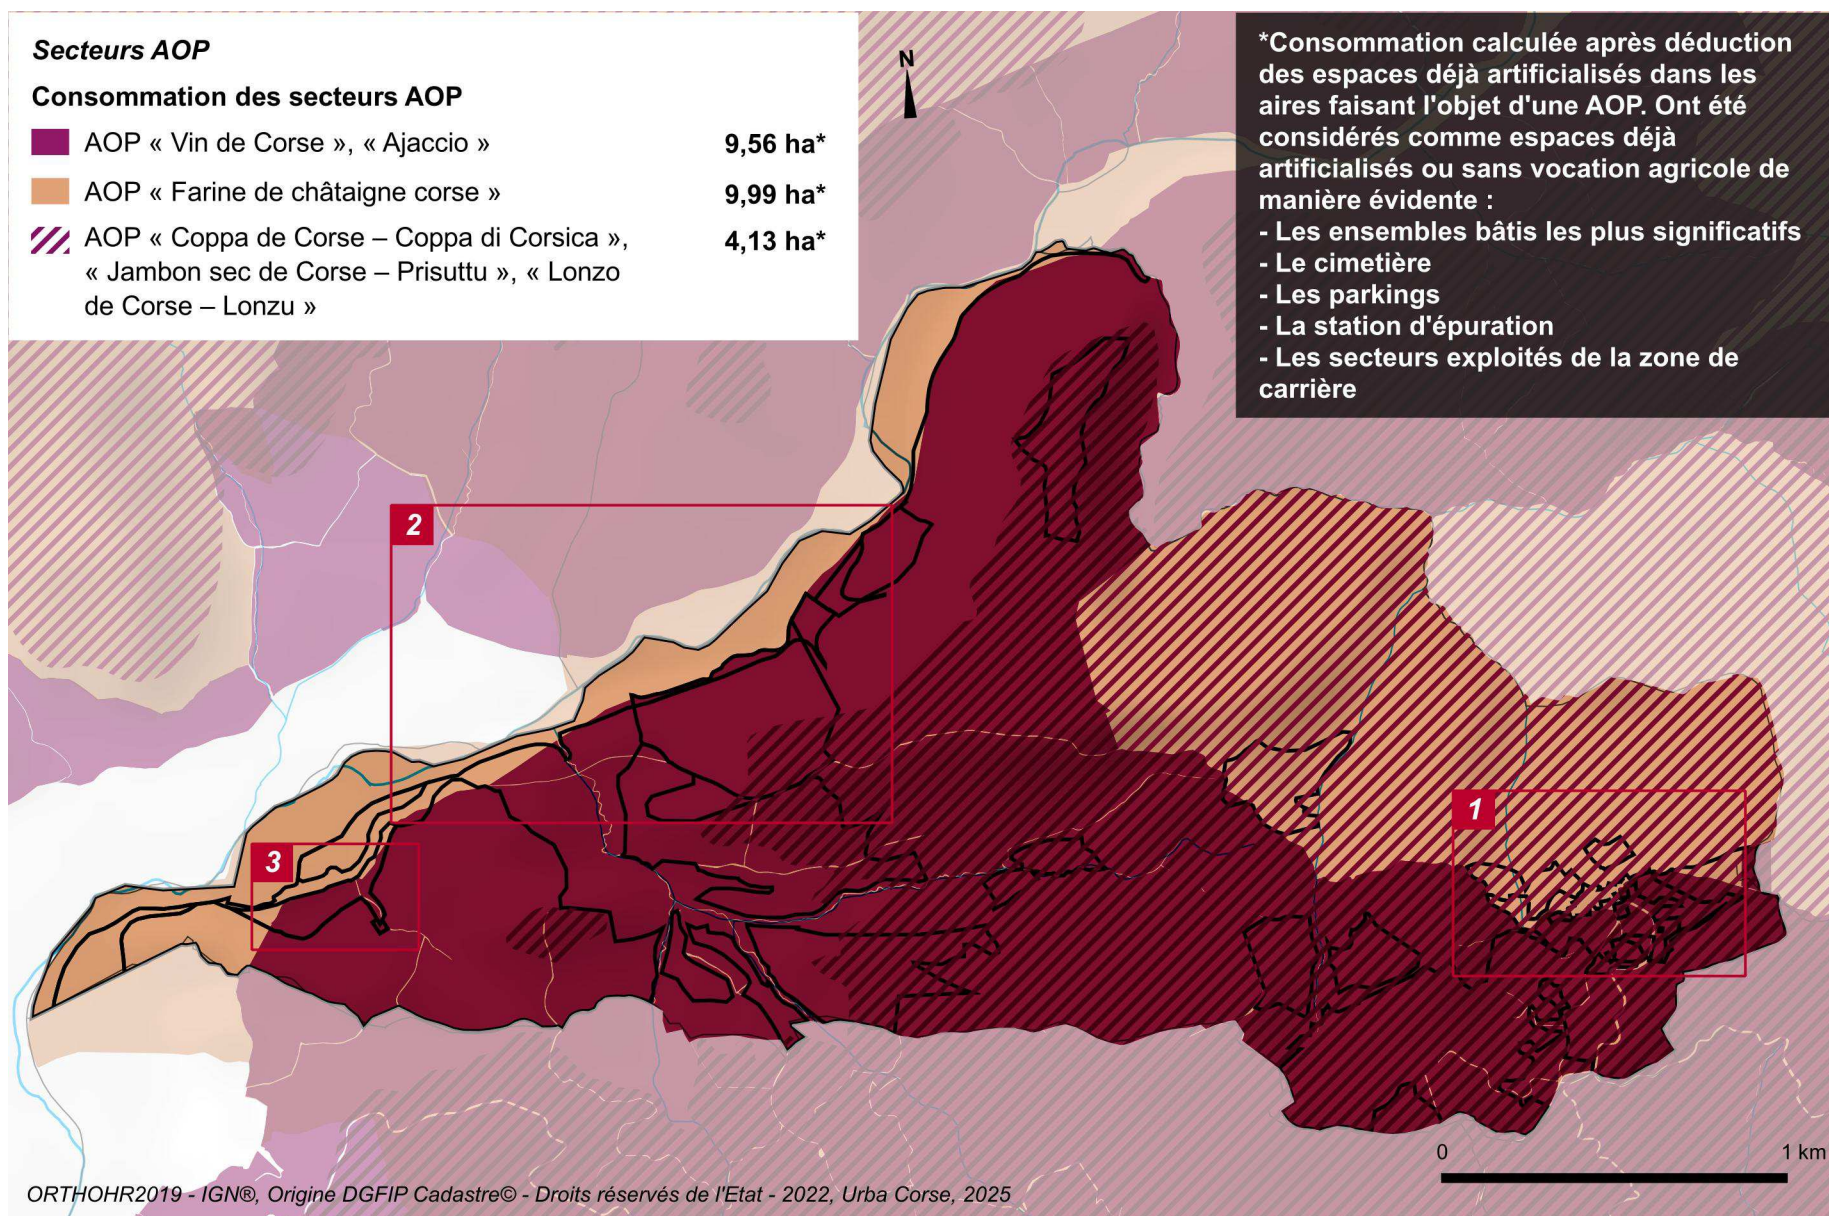 Secteurs AOP
Consommation des secteurs AOP
AOP « Vin de Corse », « Ajaccio » 9,56 ha*
AOP « Farine de châtaigne corse » 9,99 ha*
AOP « Coppa de Corse – Coppa di Corsica », 4,13 ha*
« Jambon sec de Corse – Prisuttu », « Lonzo
de Corse – Lonzu »
N
*Consommation calculée après déduction
des espaces déjà artificialisés dans les
aires faisant l'objet d'une AOP. Ont été
considérés comme espaces déjà
artificialisés ou sans vocation agricole de
manière évidente :
- Les ensembles bâtis les plus significatifs
- Le cimetière
- Les parkings
- La station d'épuration
- Les secteurs exploités de la zone de
carrière
2
1
3
0 1 km
ORTHOHR2019 - IGN®, Origine DGFIP Cadastre© - Droits réservés de l'Etat - 2022, Urba Corse, 2025